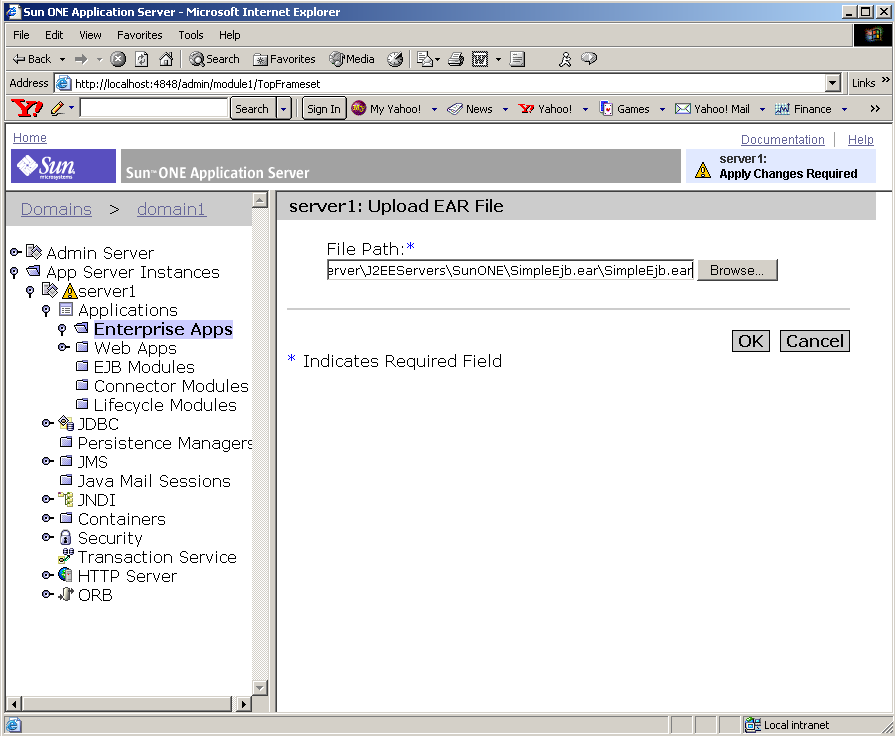 Sun ONE Application Server - Microsoft Internet Explorer
File Edit View Favorites Tools Help
Back Search Favorites Media
Address http://localhost:4848/admin/module1/TopFrameset Links »
Y! Search Sign In My Yahoo! News Yahoo! Games Yahoo! Mail Finance »
Home
Documentation | Help
Sun microsystems
Sun™ ONE Application Server
server1:
Apply Changes Required
Domains > domain1
Admin Server
App Server Instances
server1
Applications
Enterprise Apps
Web Apps
EJB Modules
Connector Modules
Lifecycle Modules
JDBC
Persistence Managers
JMS
Java Mail Sessions
JNDI
Containers
Security
Transaction Service
HTTP Server
ORB
server1: Upload EAR File
File Path:*
erver\J2EEServers\SunONE\SimpleEjb.ear\SimpleEjb.ear Browse...
OK Cancel
* Indicates Required Field
Local intranet